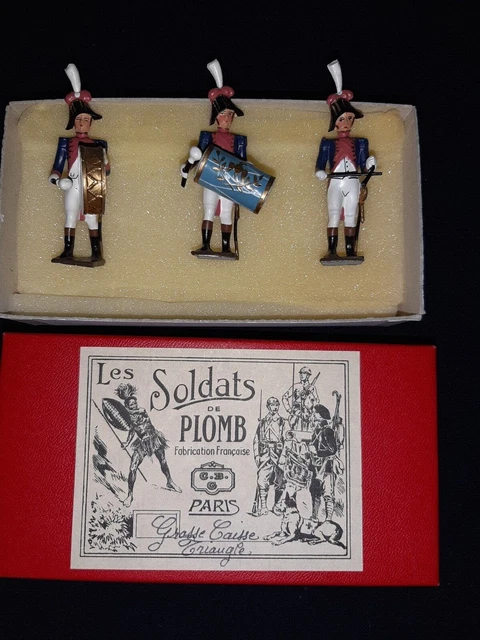 Les
Soldats
DE
PLOMB
Fabrication Française
C.B.
G
PARIS
Grosse Caisse
Triangle.